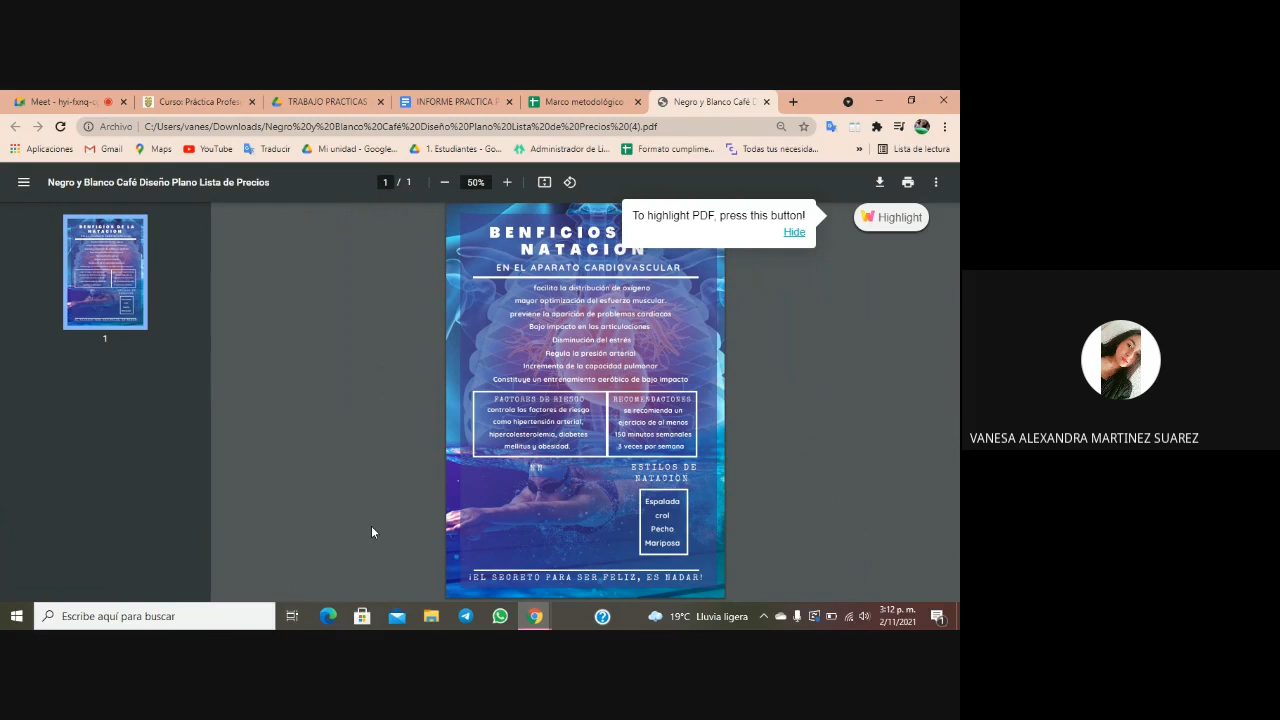 Meet - hyi-fxnq-c
Curso: Práctica Profes
TRABAJO PRACTICAS
INFORME PRACTICA P
Marco metodológico
Negro y Blanco Café D
Archivo
C:/Users/vanes/Downloads/Negro%20y%20Blanco%20Café%20Diseño%20Plano%20Lista%20de%20Precios%20(4).pdf
Aplicaciones
Gmail
Maps
YouTube
Traducir
Mi unidad - Google...
1. Estudiantes - Go...
Administrador de Li...
Formato cumplime...
Todas tus necesida...
»
Lista de lectura
Negro y Blanco Café Diseño Plano Lista de Precios
1 / 1
50%
To highlight PDF, press this button!
Hide
Highlight
BENFICIOS DE LA
NATACION
1
BENFICIOS
NATACION
EN EL APARATO CARDIOVASCULAR
facilita la distribución de oxígeno
mayor optimización del esfuerzo muscular.
previene la aparición de problemas cardiacos
Bajo impacto en las articulaciones
Disminución del estrés
Regula la presión arterial
Incremento de la capacidad pulmonar
Constituye un entrenamiento aeróbico de bajo impacto
FACTORES DE RIESGO
controla los factores de riesgo
como hipertensión arterial,
hipercolesterolemia, diabetes
mellitus y obesidad.
RECOMENDACIONES
se recomienda un
ejercicio de al menos
150 minutos semanales
3 veces por semana
NN
ESTILOS DE
NATACIÓN
Espalada
crol
Pecho
Mariposa
¡EL SECRETO PARA SER FELIZ, ES NADAR!
VANESA ALEXANDRA MARTINEZ SUAREZ
Escribe aquí para buscar
19°C Lluvia ligera
3:12 p. m.
2/11/2021
1